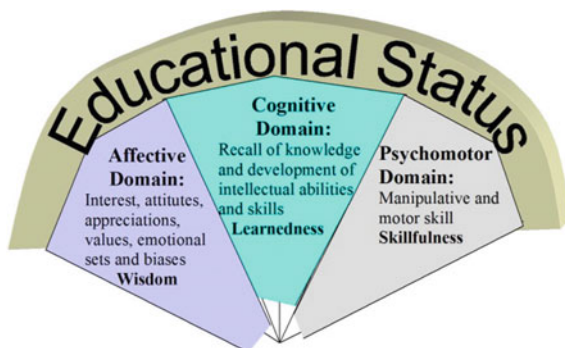 Educational Status
Affective
Domain:
Interest, attitutes,
appreciations,
values, emotional
sets and biases
Wisdom
Cognitive
Domain:
Recall of knowledge
and development of
intellectual abilities
and skills
Learnedness
Psychomotor
Domain:
Manipulative and
motor skill
Skillfulness